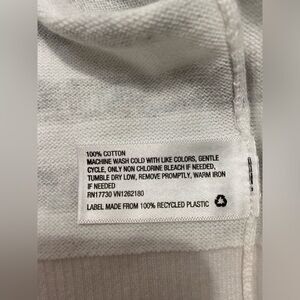 100% COTTON
MACHINE WASH COLD WITH LIKE COLORS, GENTLE
CYCLE, ONLY NON CHLORINE BLEACH IF NEEDED,
TUMBLE DRY LOW, REMOVE PROMPTLY, WARM IRON
IF NEEDED
RN17730 VN1262180
LABEL MADE FROM 100% RECYCLED PLASTIC